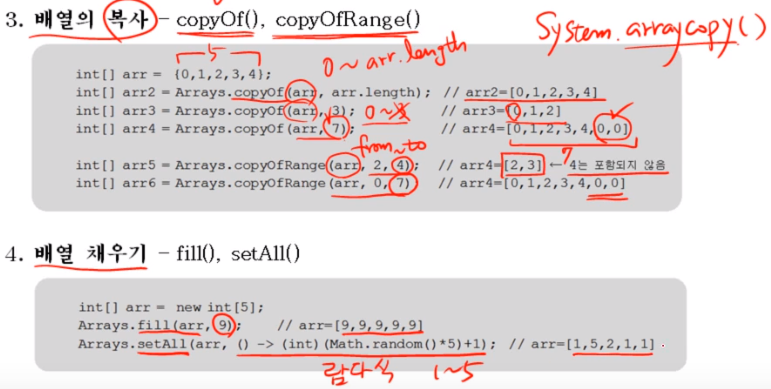 3. 배열의 복사 - copyOf(), copyOfRange()
System.arraycopy()
5
0 ~ arr.length
int[] arr = {0,1,2,3,4};
int[] arr2 = Arrays.copyOf(arr, arr.length); // arr2=[0,1,2,3,4]
int[] arr3 = Arrays.copyOf(arr, 3); // arr3=[0,1,2]
0~3
int[] arr4 = Arrays.copyOf(arr, 7); // arr4=[0,1,2,3,4,0,0]
from~to
7
int[] arr5 = Arrays.copyOfRange(arr, 2, 4); // arr4=[2,3] ← 4는 포함되지 않음
int[] arr6 = Arrays.copyOfRange(arr, 0, 7) // arr4=[0,1,2,3,4,0,0]
4. 배열 채우기 - fill(), setAll()
int[] arr = new int[5];
Arrays.fill(arr, 9); // arr=[9,9,9,9,9]
Arrays.setAll(arr, () -> (int)(Math.random()*5)+1); // arr=[1,5,2,1,1]
람다식 1~5